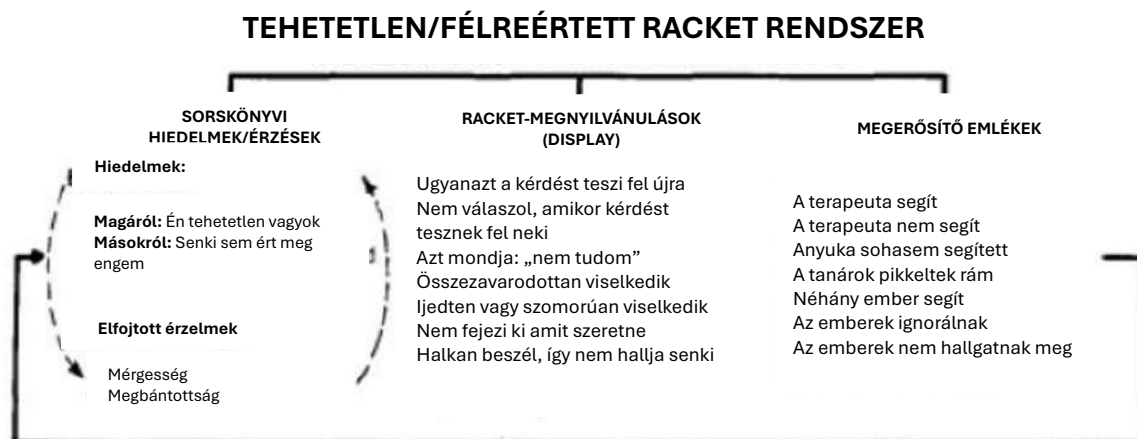 TEHETETLEN/FÉLREÉRTETT RACKET RENDSZER
SORSKÖNYVI
HIEDELMEK/ÉRZÉSEK
Hiedelmek:
Magáról: Én tehetetlen vagyok
Másokról: Senki sem ért meg
engem
Elfojtott érzelmek
Mérgesség
Megbántottság
RACKET-MEGNYILVÁNULÁSOK
(DISPLAY)
Ugyanazt a kérdést teszi fel újra
Nem válaszol, amikor kérdést
tesznek fel neki
Azt mondja: „nem tudom”
Összezavarodottan viselkedik
Ijedten vagy szomorúan viselkedik
Nem fejezi ki amit szeretne
Halkan beszél, így nem hallja senki
MEGERŐSÍTŐ EMLÉKEK
A terapeuta segít
A terapeuta nem segít
Anyuka sohasem segített
A tanárok pikkeltek rám
Néhány ember segít
Az emberek ignorálnak
Az emberek nem hallgatnak meg